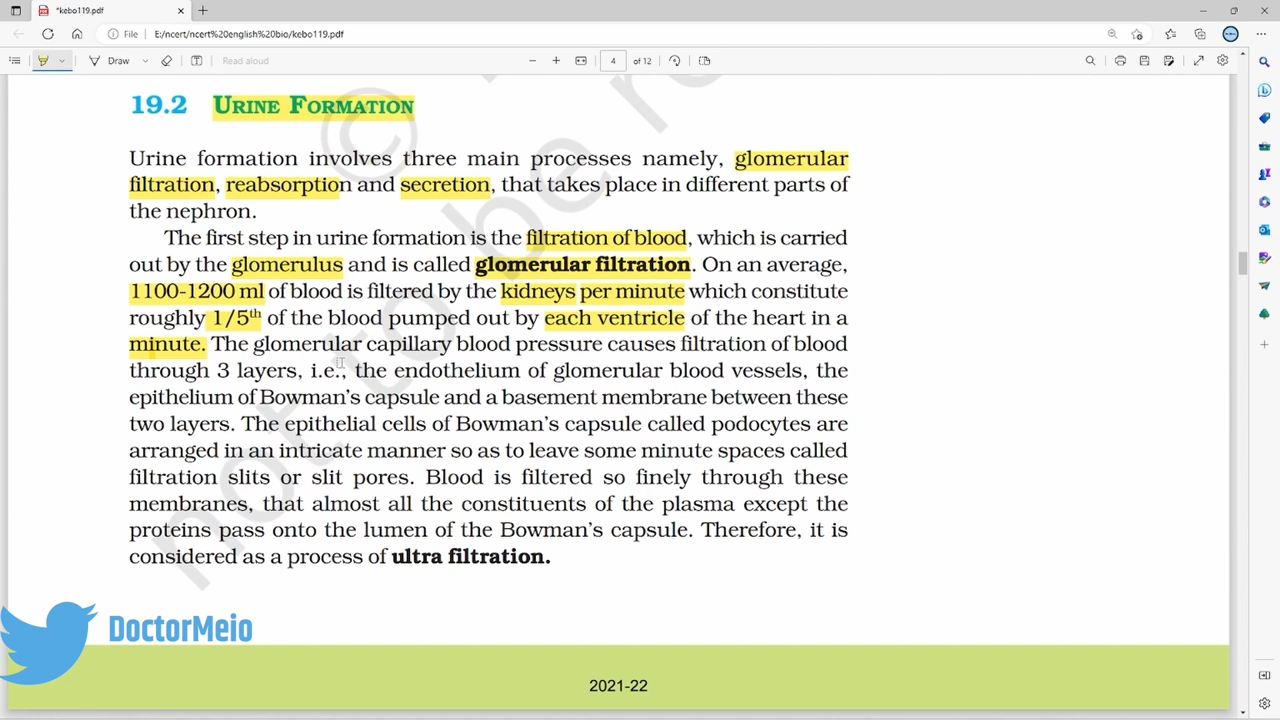 *kebo119.pdf
File E:/ncert/ncert%20english%20bio/kebo119.pdf
Draw Read aloud 4 of 12
19.2 URINE FORMATION
Urine formation involves three main processes namely, glomerular
filtration, reabsorption and secretion, that takes place in different parts of
the nephron.
The first step in urine formation is the filtration of blood, which is carried
out by the glomerulus and is called glomerular filtration. On an average,
1100-1200 ml of blood is filtered by the kidneys per minute which constitute
roughly 1/5th of the blood pumped out by each ventricle of the heart in a
minute. The glomerular capillary blood pressure causes filtration of blood
through 3 layers, i.e., the endothelium of glomerular blood vessels, the
epithelium of Bowman's capsule and a basement membrane between these
two layers. The epithelial cells of Bowman's capsule called podocytes are
arranged in an intricate manner so as to leave some minute spaces called
filtration slits or slit pores. Blood is filtered so finely through these
membranes, that almost all the constituents of the plasma except the
proteins pass onto the lumen of the Bowman's capsule. Therefore, it is
considered as a process of ultra filtration.
DoctorMeio
2021-22
© not to be re